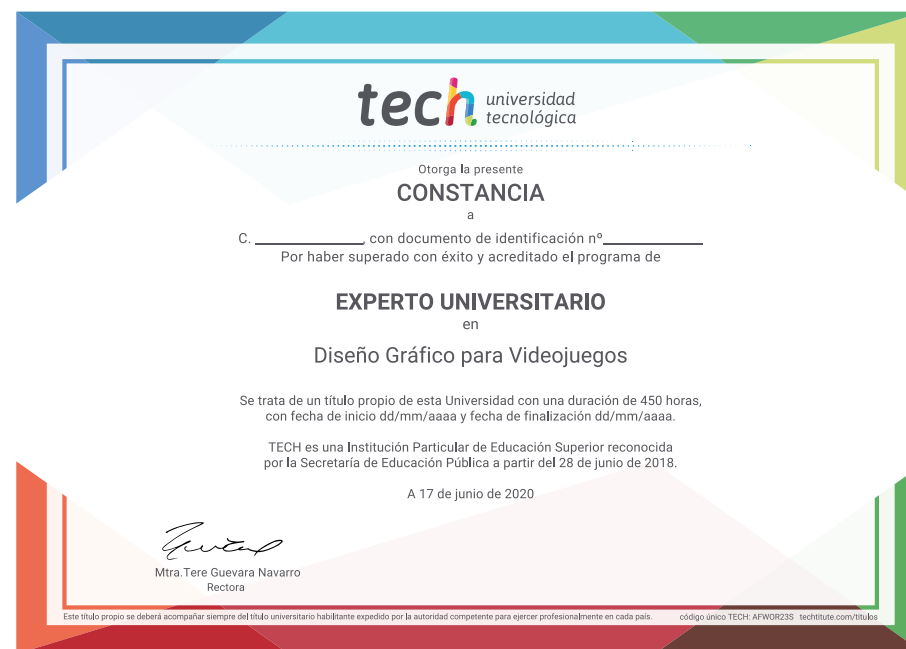 tech universidad
tecnológica
Otorga la presente
CONSTANCIA
a
C. ______________, con documento de identificación nº_____________
Por haber superado con éxito y acreditado el programa de
EXPERTO UNIVERSITARIO
en
Diseño Gráfico para Videojuegos
Se trata de un título propio de esta Universidad con una duración de 450 horas,
con fecha de inicio dd/mm/aaaa y fecha de finalización dd/mm/aaaa.
TECH es una Institución Particular de Educación Superior reconocida
por la Secretaría de Educación Pública a partir del 28 de junio de 2018.
A 17 de junio de 2020
Mtra.Tere Guevara Navarro
Rectora
Este título propio se deberá acompañar siempre del título universitario habilitante expedido por la autoridad competente para ejercer profesionalmente en cada país. código único TECH: AFWOR23S techtitute.com/titulos